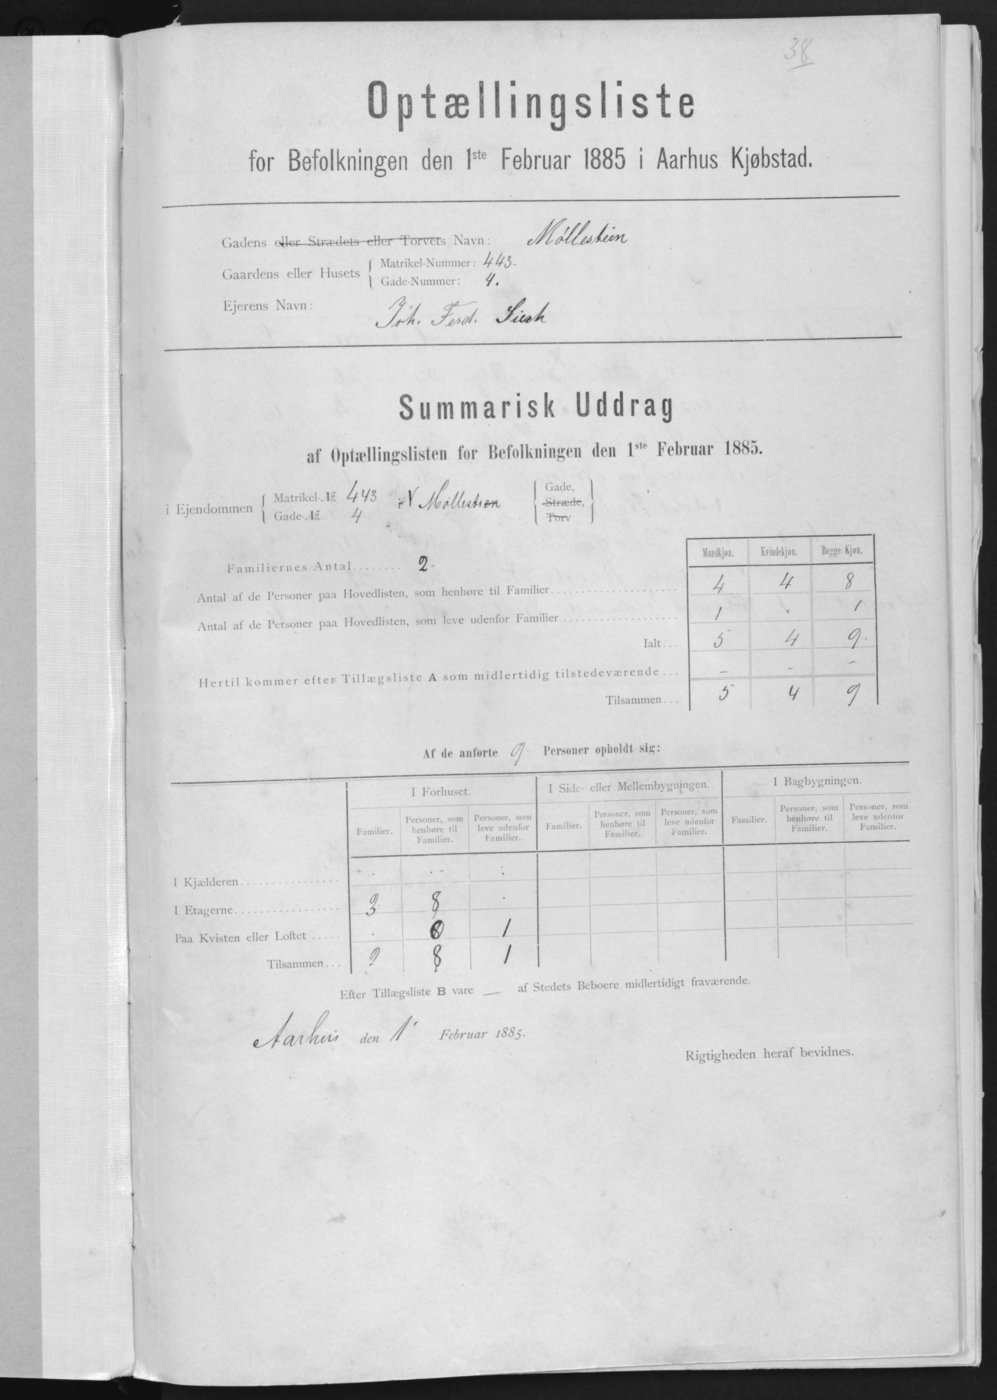 38
Optællingsliste
for Befolkningen den 1ste Februar 1885 i Aarhus Kjøbstad.
Gadens eller Strædets eller Torvets Navn: Møllestien
Gaardens eller Husets { Matrikel-Nummer: 443.
Gade-Nummer: 4.
Ejerens Navn: Joh. Ferd.
Summarisk Uddrag
af Optællingslisten for Befolkningen den 1ste Februar 1885.
i Ejendommen { Matrikel-№ 443 i Møllestien { Gade, Stræde, Torv }
Gade-№ 4
Mandkjøn. Kvindekjøn. Begge Kjøn.
Familiernes Antal ........ 2.
Antal af de Personer paa Hovedlisten, som henhøre til Familier .................... 4 4 8
Antal af de Personer paa Hovedlisten, som leve udenfor Familier .................. 1 . 1
Ialt ... 5 4 9.
Hertil kommer efter Tillægsliste A som midlertidig tilstedeværende ... – – –
Tilsammen ... 5 4 9
Af de anførte 9 Personer opholdt sig:
I Forhuset. I Side- eller Mellembygningen. I Bagbygningen.
Familier. Personer, som henhøre til Familier. Personer, som leve udenfor Familier. Familier. Personer, som henhøre til Familier. Personer, som leve udenfor Familier. Familier. Personer, som henhøre til Familier. Personer, som leve udenfor Familier.
I Kjælderen ................
I Etagerne ................. 8
Paa Kvisten eller Loftet ..... 1
Tilsammen ... 8 1
Efter Tillægsliste B vare — af Stedets Beboere midlertidigt fraværende.
Aarhus den 1' Februar 1885.
Rigtigheden heraf bevidnes.